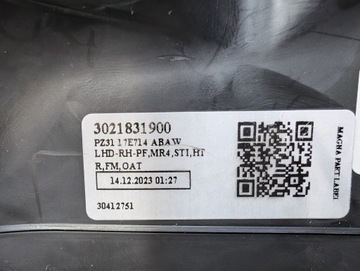 3021831900
PZ31 17E714 ABAW
LHD-RH-PF,MR4,STI,HT
R,FM,OAT
14.12.2023 01:27
30412751
MAGNA PART LABEL